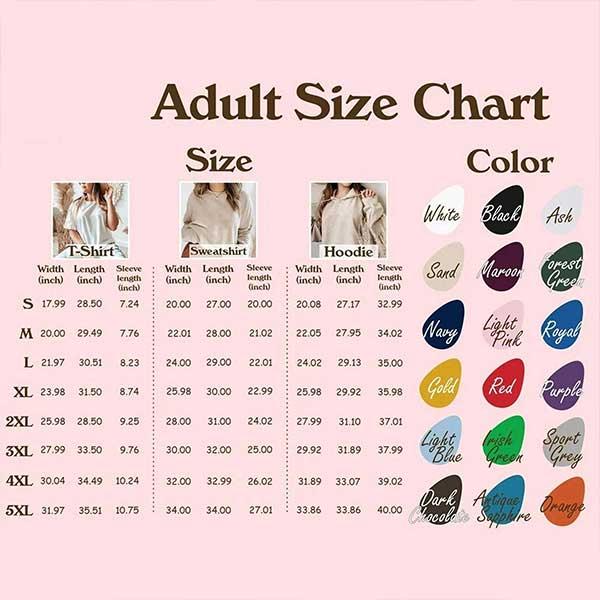 Adult Size Chart
Size
Color
T-Shirt
Sweatshirt
Hoodie
Width (inch) Length (inch) Sleeve length (inch) Width (inch) Length (inch) Sleeve length (inch) Width (inch) Length (inch) Sleeve length (inch)
S 17.99 28.50 7.24 20.00 27.00 20.00 20.08 27.17 32.99
M 20.00 29.49 7.76 22.01 28.00 21.02 22.05 27.95 34.02
L 21.97 30.51 8.23 24.00 29.00 22.01 24.02 29.13 35.00
XL 23.98 31.50 8.74 25.98 30.00 22.99 25.98 29.92 35.98
2XL 25.98 28.50 9.25 28.00 31.00 24.02 27.99 31.10 37.01
3XL 27.99 33.50 9.76 30.00 32.00 25.00 29.80 31.89 38.00
4XL 30.04 34.49 10.24 32.00 32.99 26.02 31.89 33.07 39.02
5XL 31.97 35.51 10.75 34.00 34.00 27.01 33.86 33.86 40.00
White Black Ash
Sand Maroon Forest Green
Navy Light Pink Royal
Gold Red Purple
Light Blue Irish Green Sport Grey
Dark Chocolate Antique Sapphire Orange